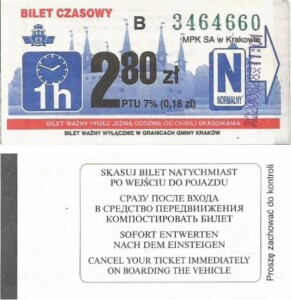 BILET CZASOWY
B - 3464660
MPK SA w Krakowie
1h
2 80 zł
N
NORMALNY
PTU 7% (0,18 zł)
BILET WAŻNY PRZEZ JEDNĄ GODZINĘ OD CHWILI SKASOWANIA
BILET WAŻNY WYŁĄCZNIE W GRANICACH GMINY KRAKÓW
SKASUJ BILET NATYCHMIAST
PO WEJŚCIU DO POJAZDU
СРАЗУ ПОСЛЕ ВХОДА
В СРЕДСТВО ПЕРЕДВИЖЕНИЯ
КОМПОСТИРОВАТЬ БИЛЕТ
SOFORT ENTWERTEN
NACH DEM EINSTEIGEN
CANCEL YOUR TICKET IMMEDIATELY
ON BOARDING THE VEHICLE
Proszę zachować do kontroli